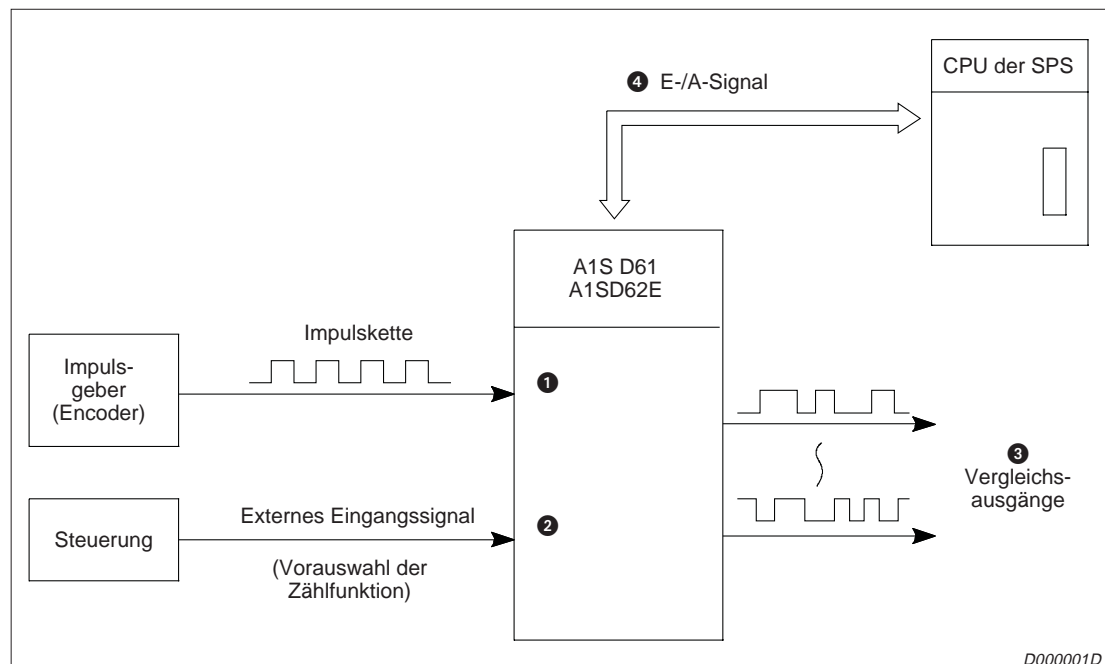 CPU der SPS
❹ E-/A-Signal
A1S D61
A1SD62E
Impulskette
Impuls-
geber
(Encoder)
❶
❸
Vergleichs-
ausgänge
Externes Eingangssignal
❷
Steuerung
(Vorauswahl der
Zählfunktion)
D000001D